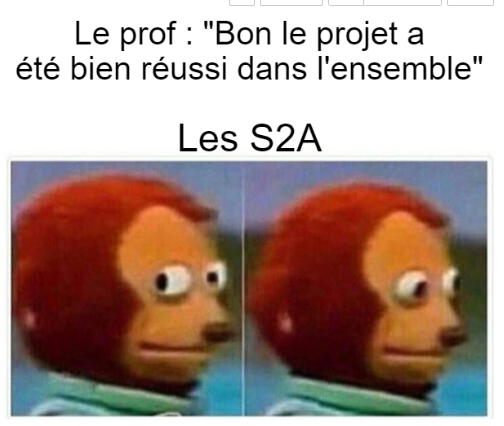 Le prof : "Bon le projet a
été bien réussi dans l'ensemble"
Les S2A